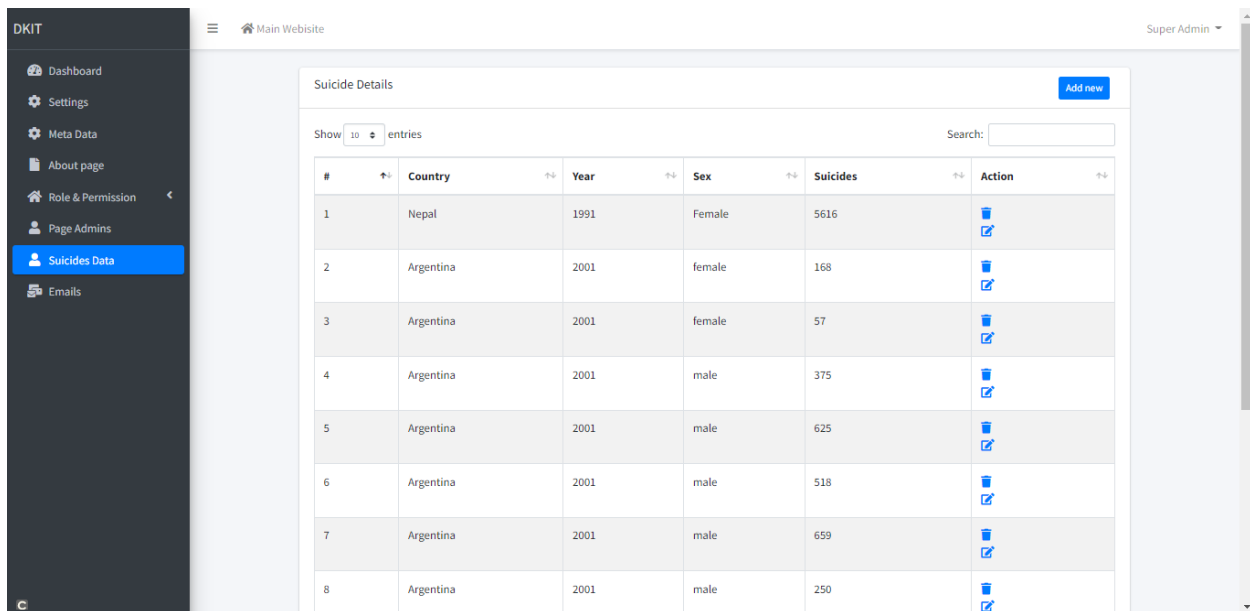 DKIT
Main Webisite
Super Admin
Dashboard
Settings
Meta Data
About page
Role & Permission
Page Admins
Suicides Data
Emails
Suicide Details
Add new
Show 10 entries
Search:
# Country Year Sex Suicides Action
1 Nepal 1991 Female 5616
2 Argentina 2001 female 168
3 Argentina 2001 female 57
4 Argentina 2001 male 375
5 Argentina 2001 male 625
6 Argentina 2001 male 518
7 Argentina 2001 male 659
8 Argentina 2001 male 250
C